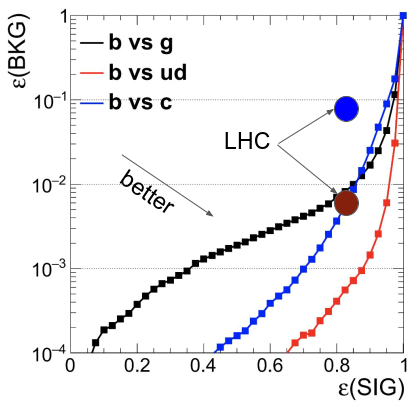 ε(BKG)
1
10⁻¹
10⁻²
10⁻³
10⁻⁴
b vs g
b vs ud
b vs c
LHC
better
0 0.2 0.4 0.6 0.8 1
ε(SIG)